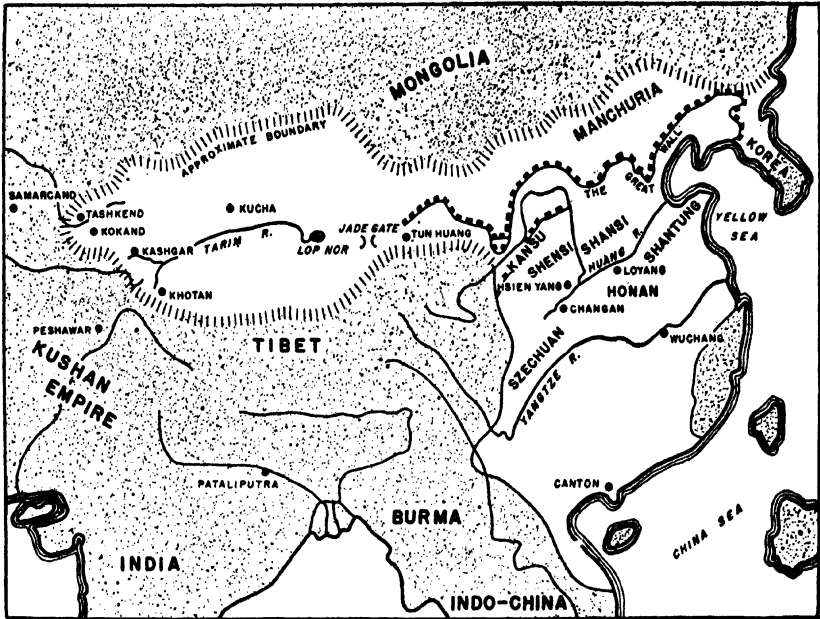 MONGOLIA
MANCHURIA
APPROXIMATE BOUNDARY
THE GREAT WALL
KOREA
SAMARCAND
TASHKEND
KOKAND
KUCHA
KASHGAR
TARIM R.
LOP NOR
JADE GATE
TUN HUANG
KANSU
SHENSI
SHANSI
HUANG R.
SHANTUNG
YELLOW
SEA
KHOTAN
HSIEN YANG
LOYANG
HONAN
CHANGAN
PESHAWAR
TIBET
KUSHAN
EMPIRE
SZECHUAN
YANGTZE R.
WUCHANG
PATALIPUTRA
CANTON
BURMA
INDIA
CHINA SEA
INDO-CHINA